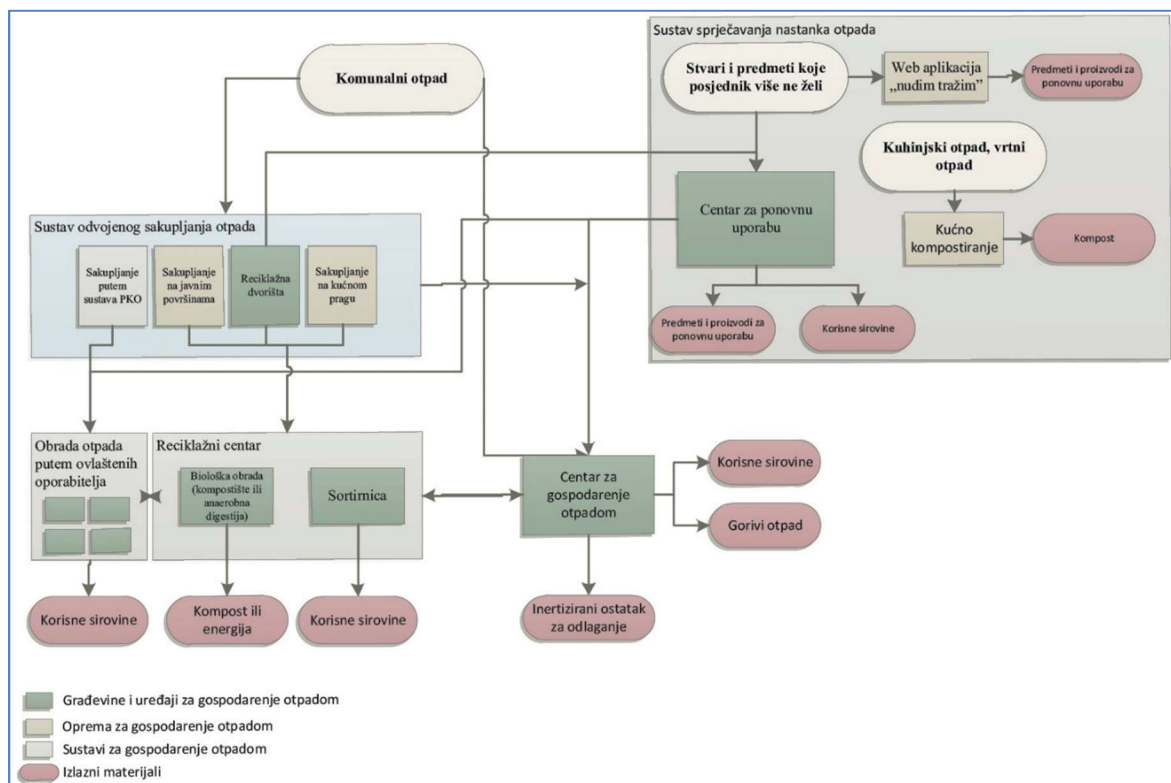 Sustav sprječavanja nastanka otpada
Komunalni otpad
Stvari i predmeti koje
posjednik više ne želi
Web aplikacija
„nudim tražim”
Predmeti i proizvodi za
ponovnu uporabu
Kuhinjski otpad, vrtni
otpad
Centar za ponovnu
uporabu
Kućno
kompostiranje
Kompost
Predmeti i proizvodi za
ponovnu uporabu
Korisne sirovine
Sustav odvojenog sakupljanja otpada
Sakupljanje
putem
sustava PKO
Sakupljanje
na javnim
površinama
Reciklažna
dvorišta
Sakupljanje
na kućnom
pragu
Obrada otpada
putem ovlaštenih
oporabitelja
Reciklažni centar
Biološka obrada
(kompostište ili
anaerobna
digestija)
Sortirnica
Centar za
gospodarenje
otpadom
Korisne sirovine
Gorivi otpad
Korisne sirovine
Kompost ili
energija
Korisne sirovine
Inertizirani ostatak
za odlaganje
Građevine i uređaji za gospodarenje otpadom
Oprema za gospodarenje otpadom
Sustavi za gospodarenje otpadom
Izlazni materijali